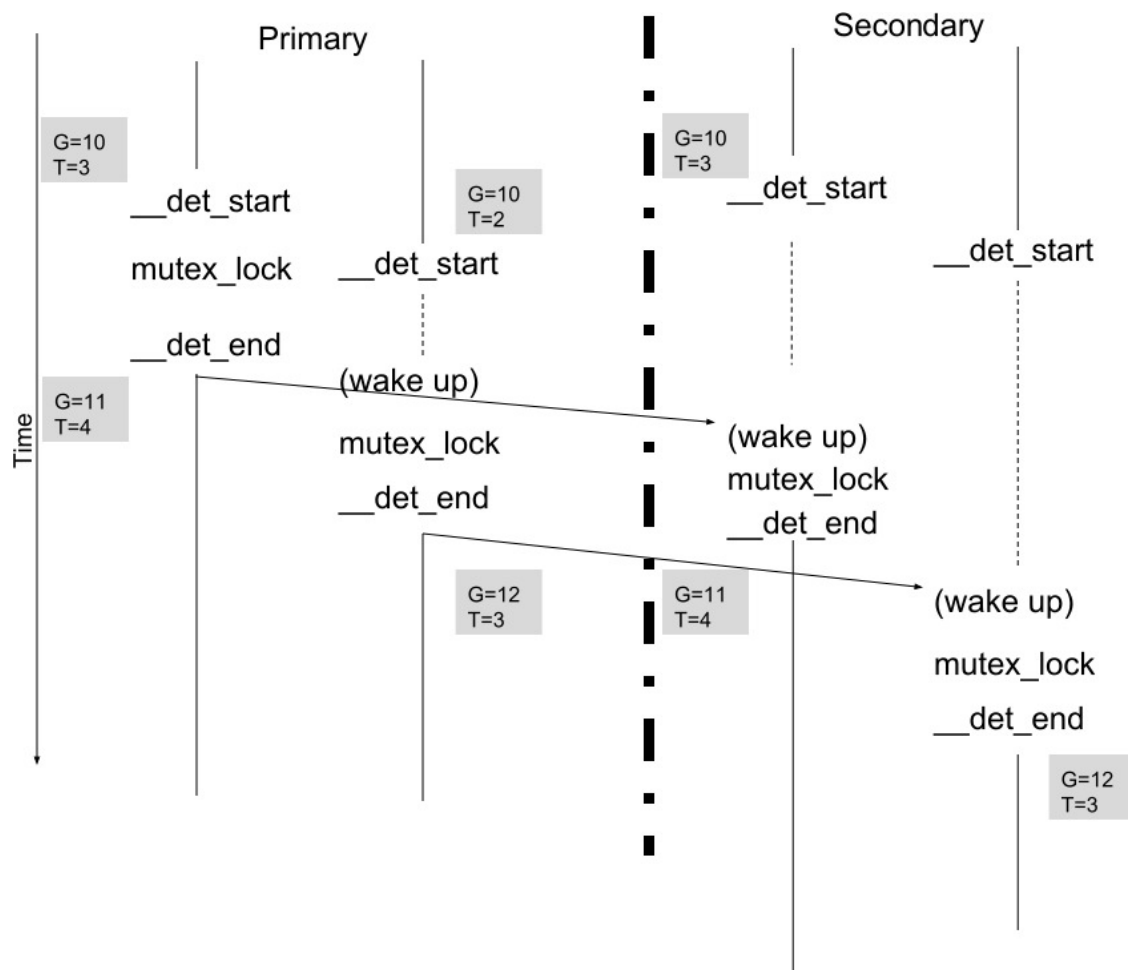 Primary
Secondary
G=10
T=3
G=10
T=3
G=10
T=2
__det_start
__det_start
__det_start
__det_start
mutex_lock
__det_end
(wake up)
G=11
T=4
(wake up)
mutex_lock
mutex_lock
__det_end
__det_end
Time
G=12
T=3
G=11
T=4
(wake up)
mutex_lock
__det_end
G=12
T=3